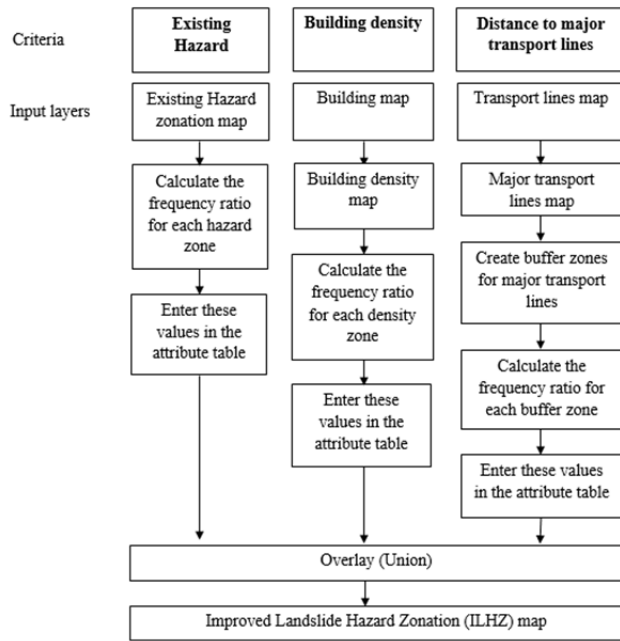 Criteria
Existing
Hazard
Building density
Distance to major
transport lines
Input layers
Existing Hazard
zonation map
Building map
Transport lines map
Calculate the
frequency ratio
for each hazard
zone
Building density
map
Major transport
lines map
Enter these
values in the
attribute table
Calculate the
frequency ratio
for each density
zone
Create buffer zones
for major transport
lines
Enter these
values in the
attribute table
Calculate the
frequency ratio for
each buffer zone
Enter these values
in the attribute table
Overlay (Union)
Improved Landslide Hazard Zonation (ILHZ) map